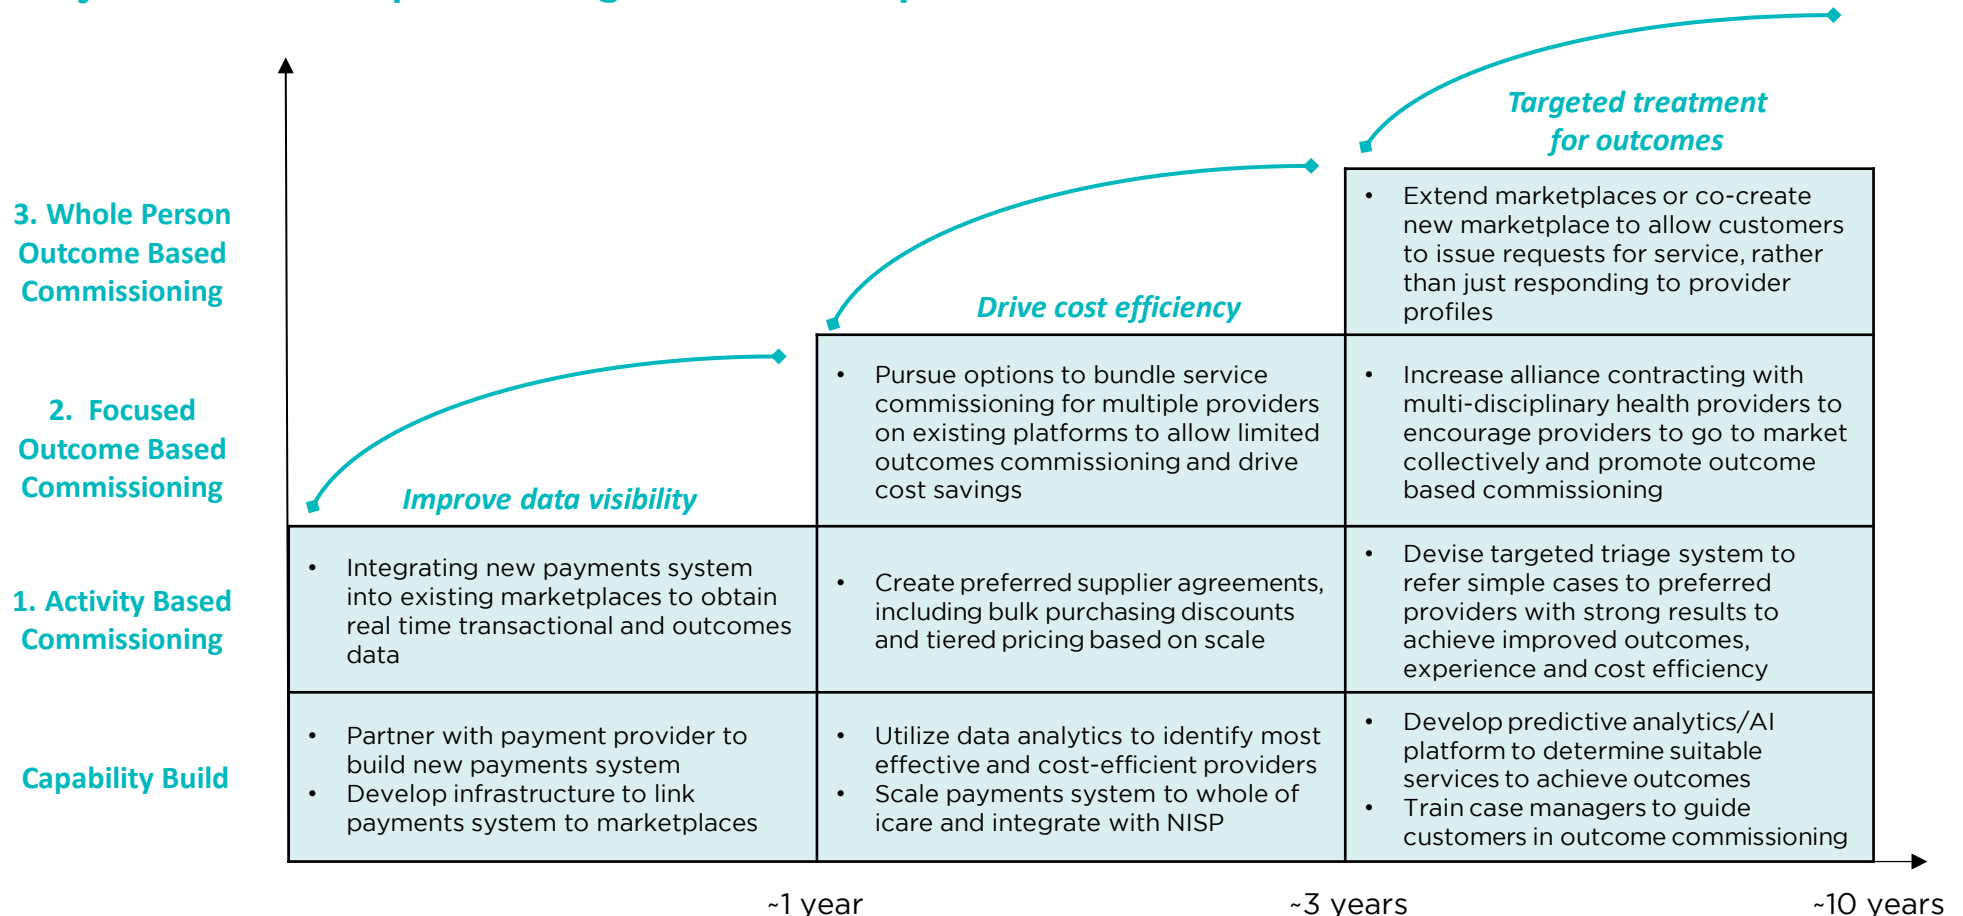 Targeted treatment
for outcomes
3. Whole Person
Outcome Based
Commissioning
• Extend marketplaces or co-create
new marketplace to allow customers
to issue requests for service, rather
than just responding to provider
profiles
Drive cost efficiency
2. Focused
Outcome Based
Commissioning
• Pursue options to bundle service
commissioning for multiple providers
on existing platforms to allow limited
outcomes commissioning and drive
cost savings
• Increase alliance contracting with
multi-disciplinary health providers to
encourage providers to go to market
collectively and promote outcome
based commissioning
Improve data visibility
1. Activity Based
Commissioning
• Integrating new payments system
into existing marketplaces to obtain
real time transactional and outcomes
data
• Create preferred supplier agreements,
including bulk purchasing discounts
and tiered pricing based on scale
• Devise targeted triage system to
refer simple cases to preferred
providers with strong results to
achieve improved outcomes,
experience and cost efficiency
Capability Build
• Partner with payment provider to
build new payments system
• Develop infrastructure to link
payments system to marketplaces
• Utilize data analytics to identify most
effective and cost-efficient providers
• Scale payments system to whole of
icare and integrate with NISP
• Develop predictive analytics/AI
platform to determine suitable
services to achieve outcomes
• Train case managers to guide
customers in outcome commissioning
~1 year
~3 years
~10 years